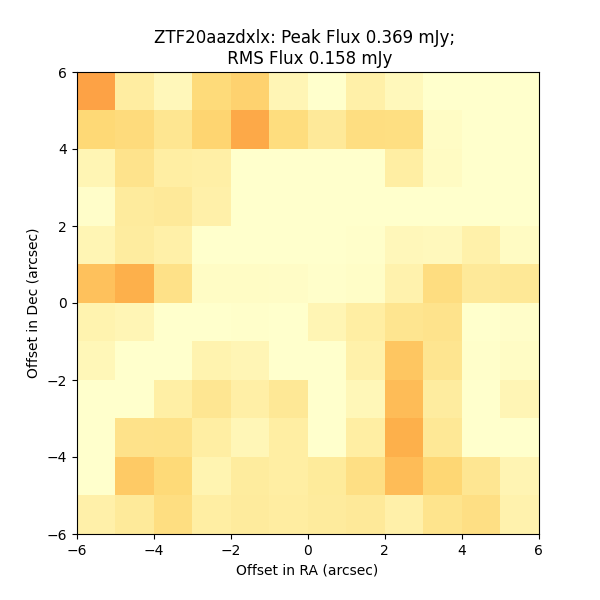 ZTF20aazdxlx: Peak Flux 0.369 mJy;
RMS Flux 0.158 mJy
6
4
2
0
−2
−4
−6
Offset in Dec (arcsec)
−6 −4 −2 0 2 4 6
Offset in RA (arcsec)